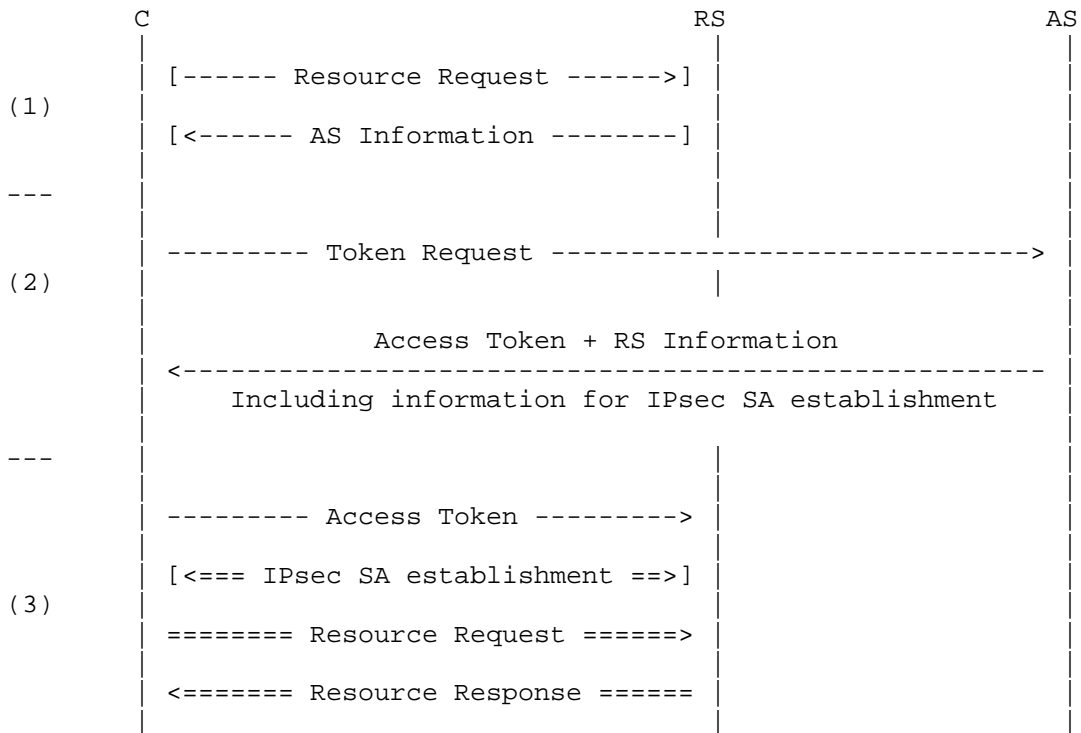 C RS AS
[------ Resource Request ------>]
(1)
[<------ AS Information --------]
---
--------- Token Request ------------------------------>
(2)
Access Token + RS Information
<------------------------------------------------------
Including information for IPsec SA establishment
---
--------- Access Token --------->
[<=== IPsec SA establishment ==>]
(3)
======== Resource Request ======>
<======= Resource Response ======